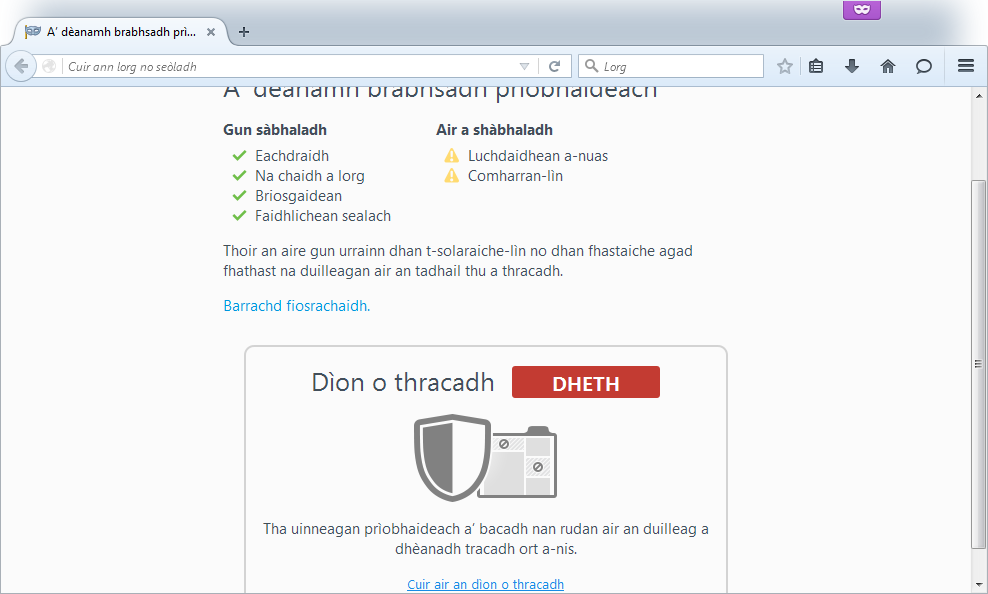 A’ dèanamh brabhsadh prì...
Cuir ann lorg no seòladh
Lorg
A’ dèanamh brabhsadh prìobhaideach
Gun sàbhaladh
Eachdraidh
Na chaidh a lorg
Briosgaidean
Faidhlichean sealach
Air a shàbhaladh
Luchdaidhean a-nuas
Comharran-lìn
Thoir an aire gun urrainn dhan t-solaraiche-lìn no dhan fhastaiche agad
fhathast na duilleagan air an tadhail thu a thracadh.
Barrachd fiosrachaidh.
Dìon o thracadh
DHETH
Tha uinneagan prìobhaideach a’ bacadh nan rudan air an duilleag a
dhèanadh tracadh ort a-nis.
Cuir air an dìon o thracadh